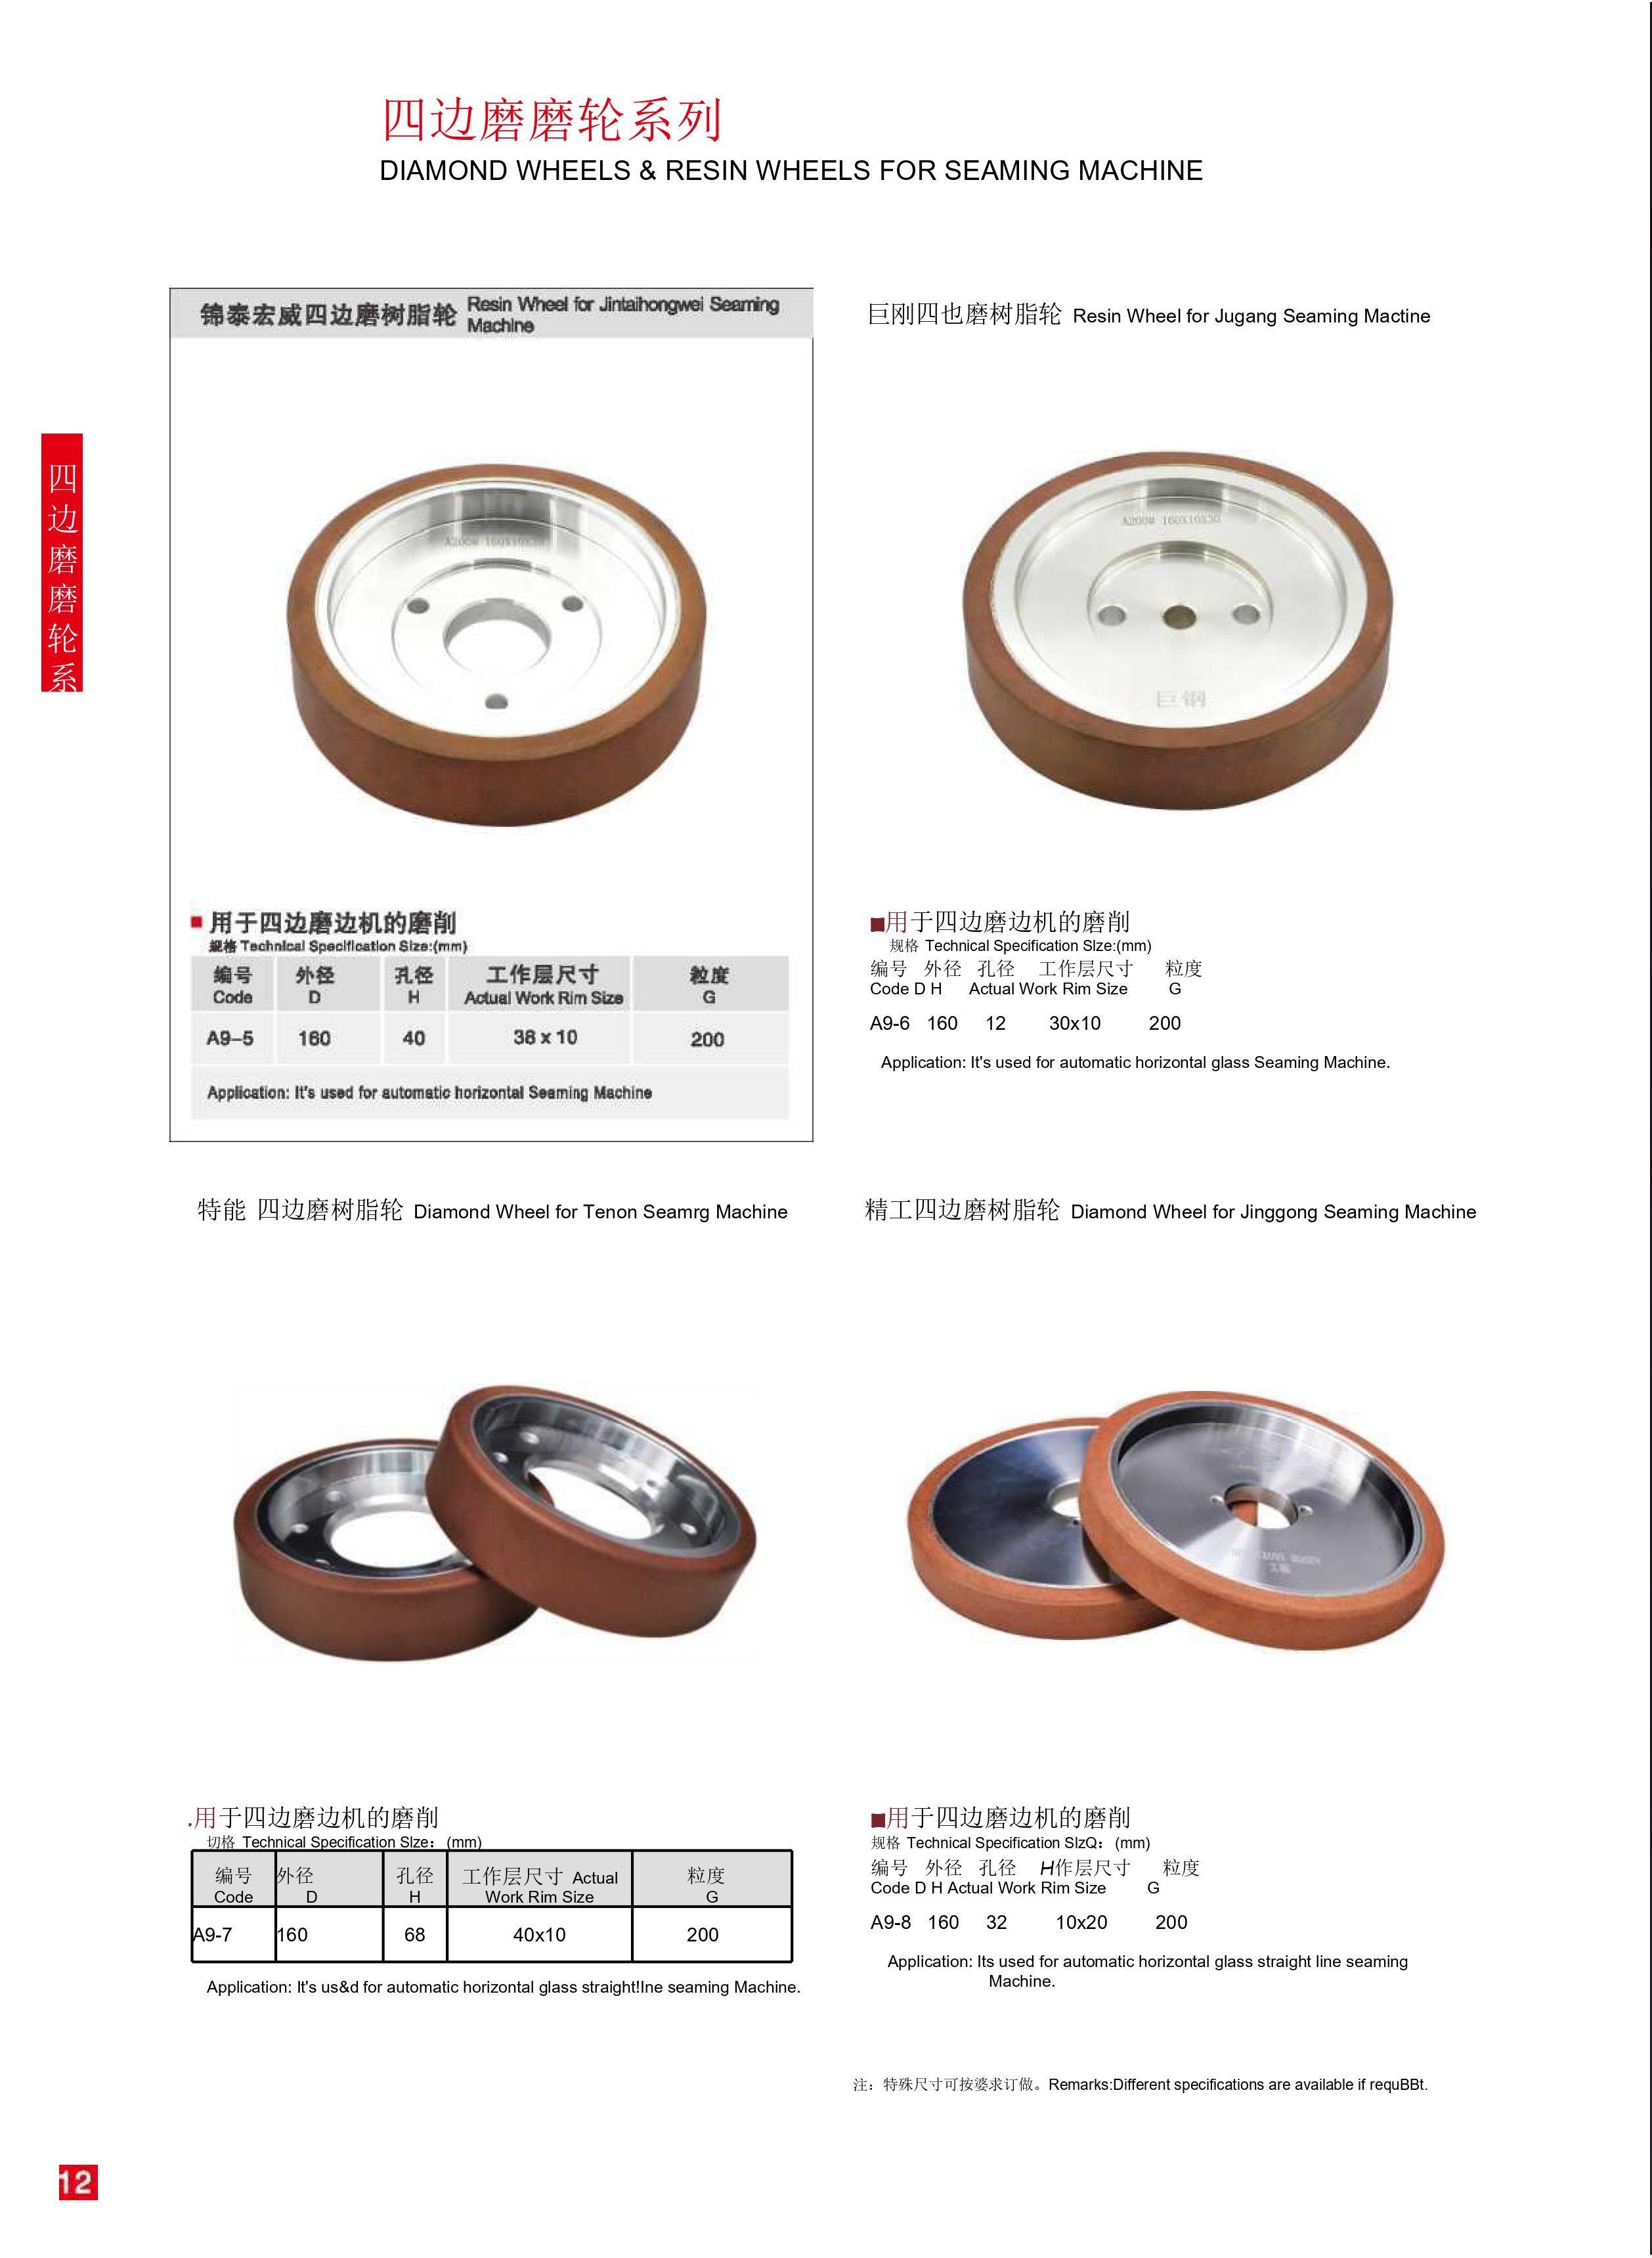 四边磨磨轮系列
DIAMOND WHEELS & RESIN WHEELS FOR SEAMING MACHINE
四边磨磨轮系
锦泰宏威四边磨树脂轮 Resin Wheel for Jintaihongwei Seaming
Machine
A200# 160X10X
■ 用于四边磨边机的磨削
规格 Technical Specification Size:(mm)
编号 外径 孔径 工作层尺寸 粒度
Code D H Actual Work Rim Size G
A9-5 160 40 38 x 10 200
Application: It's used for automatic horizontal Seaming Machine
巨刚四也磨树脂轮 Resin Wheel for Jugang Seaming Mactine
A200# 160X10X30
巨钢
■用于四边磨边机的磨削
规格 Technical Specification Slze:(mm)
编号 外径 孔径 工作层尺寸 粒度
Code D H Actual Work Rim Size G
A9-6 160 12 30x10 200
Application: It's used for automatic horizontal glass Seaming Machine.
特能 四边磨树脂轮 Diamond Wheel for Tenon Seamrg Machine
.用于四边磨边机的磨削
切格 Technical Specification Slze：(mm)
编号 外径 孔径 工作层尺寸 Actual 粒度
Code D H Work Rim Size G
A9-7 160 68 40x10 200
Application: It's us&d for automatic horizontal glass straight!Ine seaming Machine.
精工四边磨树脂轮 Diamond Wheel for Jinggong Seaming Machine
■用于四边磨边机的磨削
规格 Technical Specification SlzQ：(mm)
编号 外径 孔径 H作层尺寸 粒度
Code D H Actual Work Rim Size G
A9-8 160 32 10x20 200
Application: Its used for automatic horizontal glass straight line seaming
Machine.
注：特殊尺寸可按婆求订做。Remarks:Different specifications are available if requBBt.
12